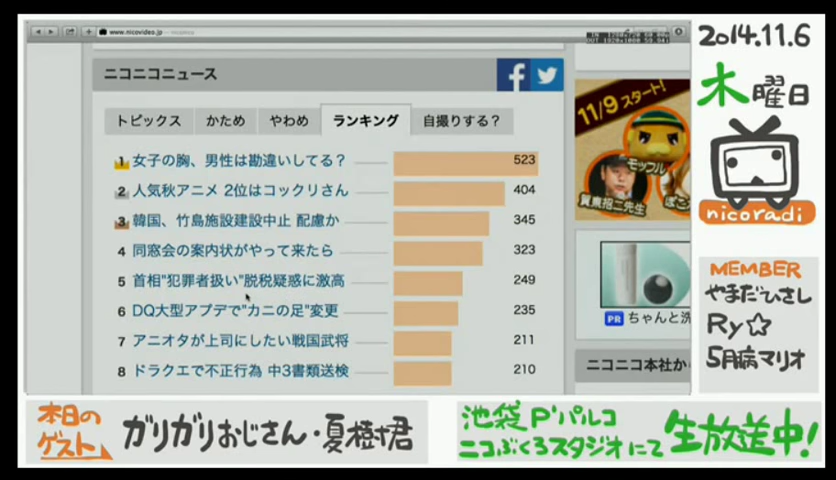 www.nicovideo.jp
2014.11.6
木曜日
ニコニコニュース
トピックス かため やわめ ランキング 自撮りする？
1 女子の胸、男性は勘違いしてる？ 523
2 人気秋アニメ 2位はコックリさん 404
3 韓国、竹島施設建設中止 配慮か 345
4 同窓会の案内状がやって来たら 323
5 首相"犯罪者扱い"脱税疑惑に激高 249
6 DQ大型アプデで"カニの足"変更 235
7 アニオタが上司にしたい戦国武将 211
8 ドラクエで不正行為 中3書類送検 210
11/9 スタート！
モッフル
賀東招二先生
ぽこ
PR ちゃんと洗
ニコニコ本社か
nicoradi
MEMBER
やまだひさし
Ry☆
5月病マリオ
本日の
ゲスト
ガリガリおじさん・夏樹君
池袋P'パルコ
ニコぶくろスタジオにて
生放送中！